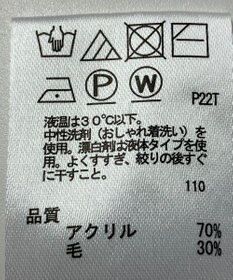 P W
P22T
液温は30℃以下。
中性洗剤(おしゃれ着洗い)を
使用。漂白剤は液体タイプを使
用。よくすすぎ、絞りの後すぐ
に干すこと。
110
品質
アクリル 70%
毛 30%